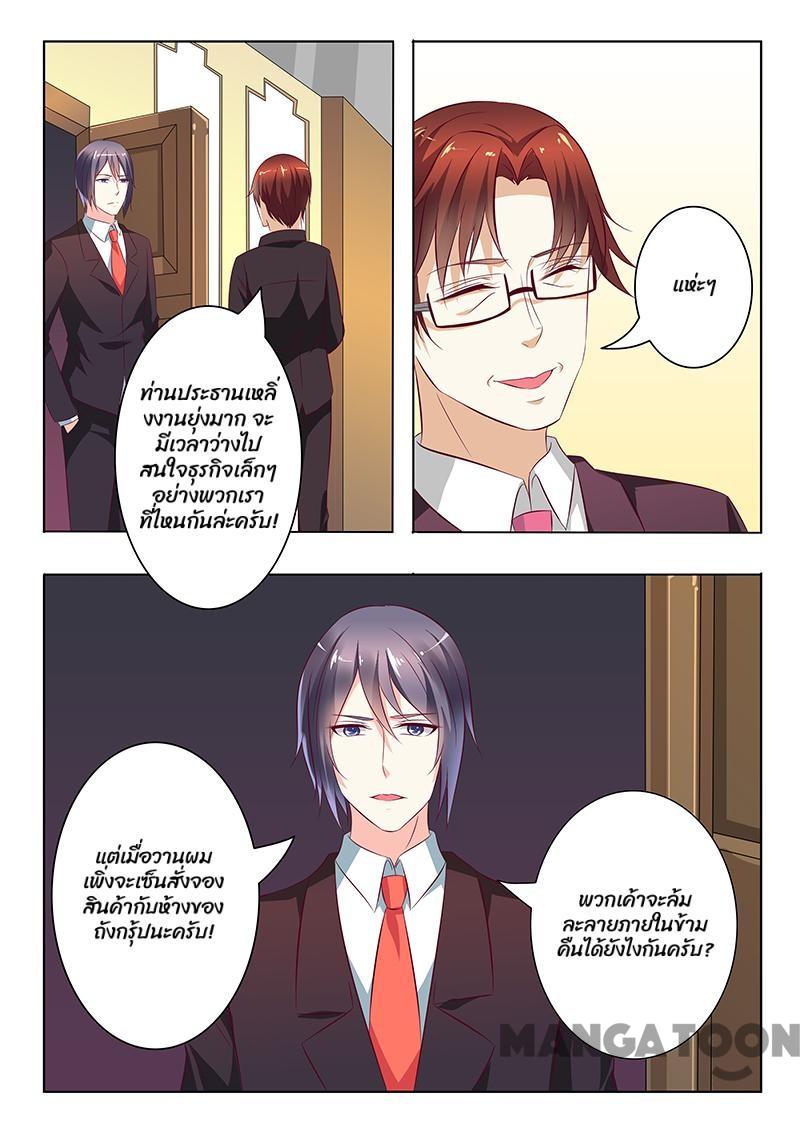 แห่ะๆ
ท่านประธานเหลิ่
งงานยุ่งมาก จะ
มีเวลาว่างไป
สนใจธุรกิจเล็กๆ
อย่างพวกเรา
ที่ไหนกันล่ะครับ!
แต่เมื่อวานผม
เพิ่งจะเซ็นสั่งจอง
สินค้ากับห้างของ
ถังกรุ้ปนะครับ!
พวกเค้าจะล้ม
ละลายภายในข้าม
คืนได้ยังไงกันครับ?
MANGATOON